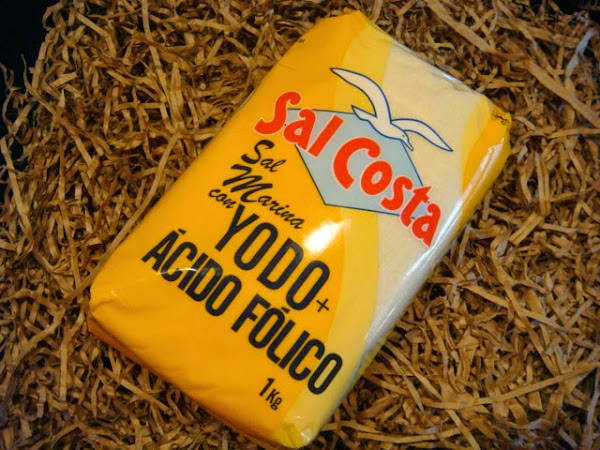 Sal Costa
Sal
Marina
con
YODO+
ÁCIDO FÓLICO
1Kg